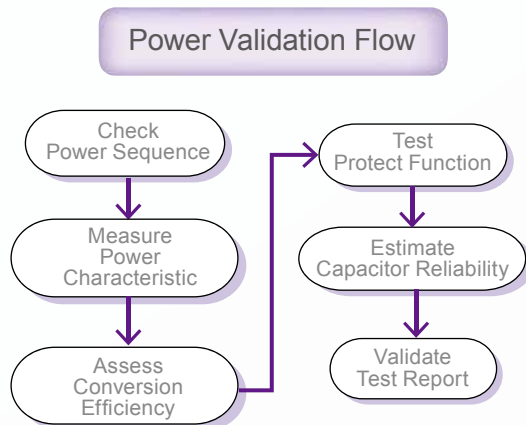 Power Validation Flow
Check
Power Sequence
Measure
Power
Characteristic
Assess
Conversion
Efficiency
Test
Protect Function
Estimate
Capacitor Reliability
Validate
Test Report